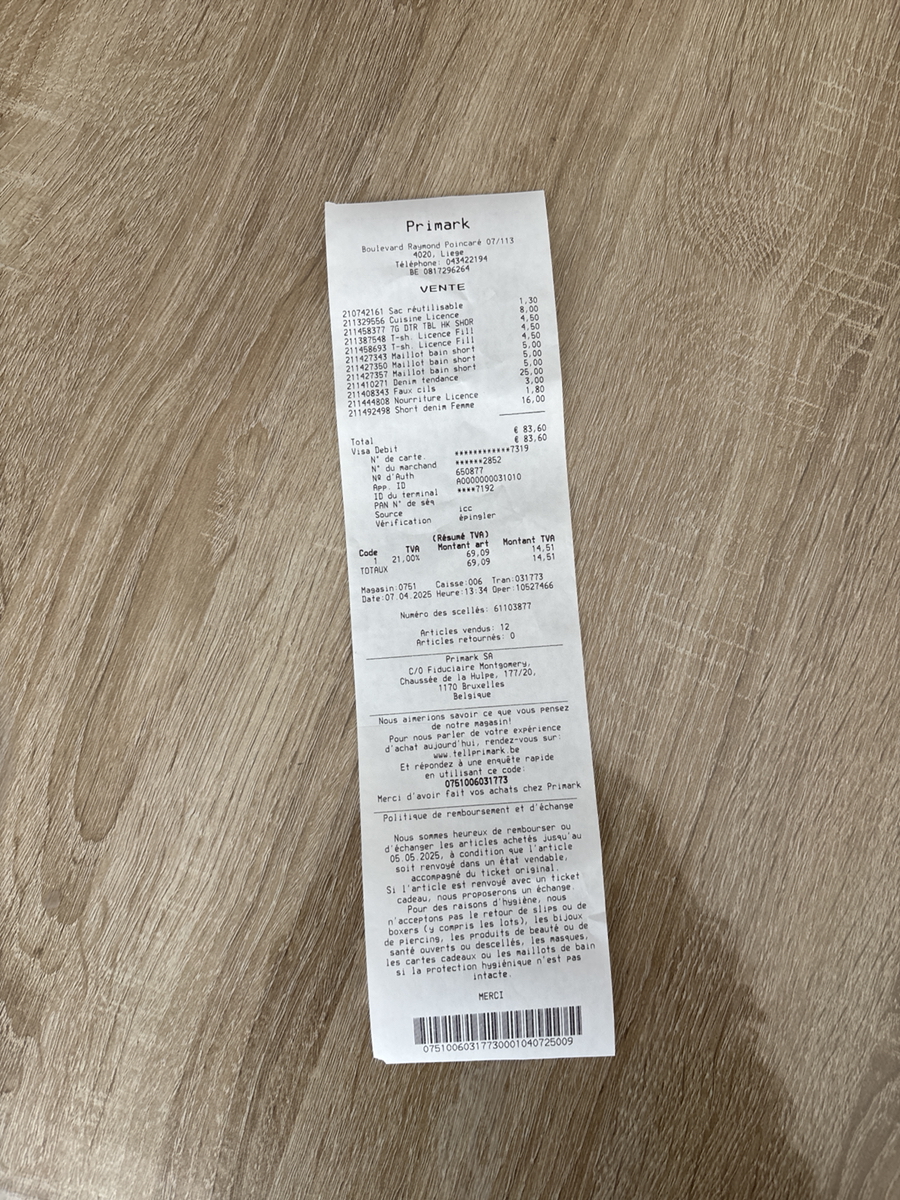 Primark
Boulevard Raymond Poincaré 07/113
4020, Liege
Téléphone: 043422194
BE 0817296264
VENTE
210742161 Sac réutilisable 1,30
211329556 Cuisine Licence 8,00
211458377 7G DTR TBL HK SHOR 4,50
211387548 T-sh. Licence Fill 4,50
211458693 T-sh. Licence Fill 4,50
211427343 Maillot bain short 5,00
211427350 Maillot bain short 5,00
211427357 Maillot bain short 5,00
211410271 Denim tendance 25,00
211408343 Faux cils 3,00
211444808 Nourriture Licence 1,80
211492498 Short denim Femme 16,00
Total € 83,60
Visa Debit € 83,60
N° de carte. ************7319
N° du marchand ******2852
Nº d'Auth 650877
App. ID A0000000031010
ID du terminal ****7192
PAN N° de séq
Source icc
Vérification épingler
(Résumé TVA)
Code TVA Montant art Montant TVA
1 21,00% 69,09 14,51
TOTAUX 69,09 14,51
Magasin:0751 Caisse:006 Tran:031773
Date:07.04.2025 Heure:13:34 Oper:10527466
Numéro des scellés: 61103877
Articles vendus: 12
Articles retournés: 0
Primark SA
C/O Fiduciaire Montgomery,
Chaussée de la Hulpe, 177/20,
1170 Bruxelles
Belgique
Nous aimerions savoir ce que vous pensez
de notre magasin!
Pour nous parler de votre expérience
d'achat aujourd'hui, rendez-vous sur:
www.tellprimark.be
Et répondez à une enquête rapide
en utilisant ce code:
0751006031773
Merci d'avoir fait vos achats chez Primark
Politique de remboursement et d'échange
Nous sommes heureux de rembourser ou
d'échanger les articles achetés jusqu'au
05.05.2025, à condition que l'article
soit renvoyé dans un état vendable,
accompagné du ticket original.
Si l'article est renvoyé avec un ticket
cadeau, nous proposerons un échange.
Pour des raisons d'hygiène, nous
n'acceptons pas le retour de slips ou de
boxers (y compris les lots), les bijoux
de piercing, les produits de beauté ou de
santé ouverts ou descellés, les masques,
les cartes cadeaux ou les maillots de bain
si la protection hygiénique n'est pas
intacte.
MERCI
07510060317730001040725009